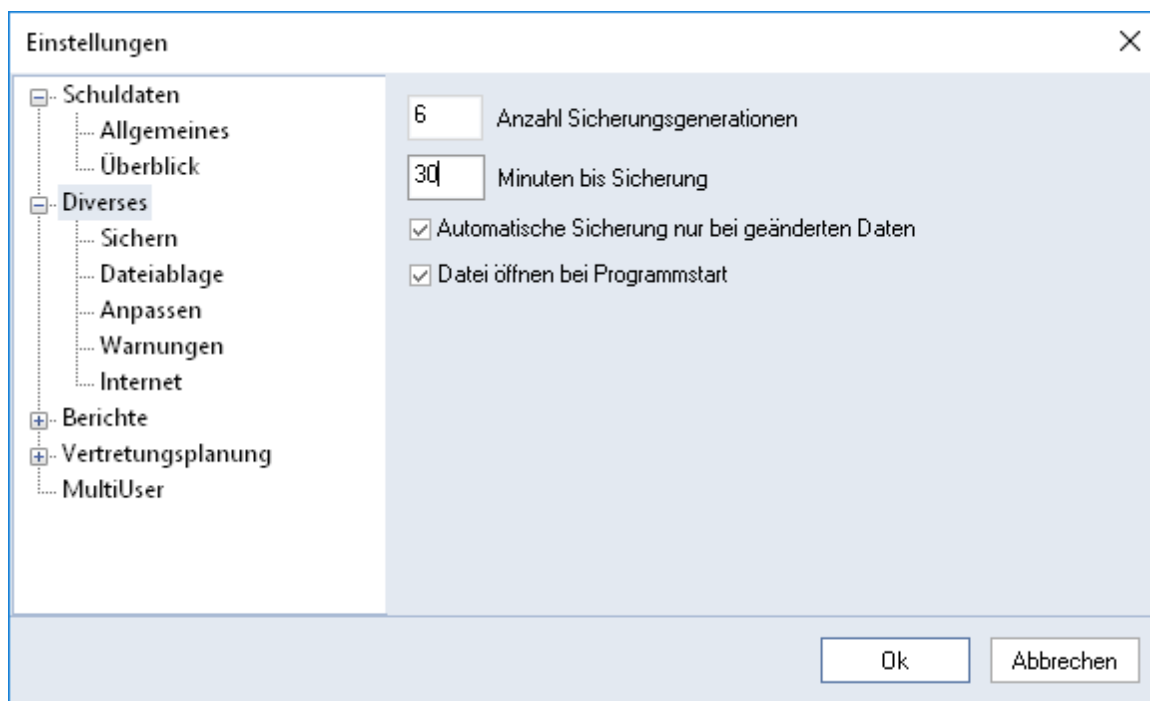 Einstellungen
Schuldaten
Allgemeines
Überblick
Diverses
Sichern
Dateiablage
Anpassen
Warnungen
Internet
Berichte
Vertretungsplanung
MultiUser
6 Anzahl Sicherungsgenerationen
30 Minuten bis Sicherung
Automatische Sicherung nur bei geänderten Daten
Datei öffnen bei Programmstart
Ok Abbrechen